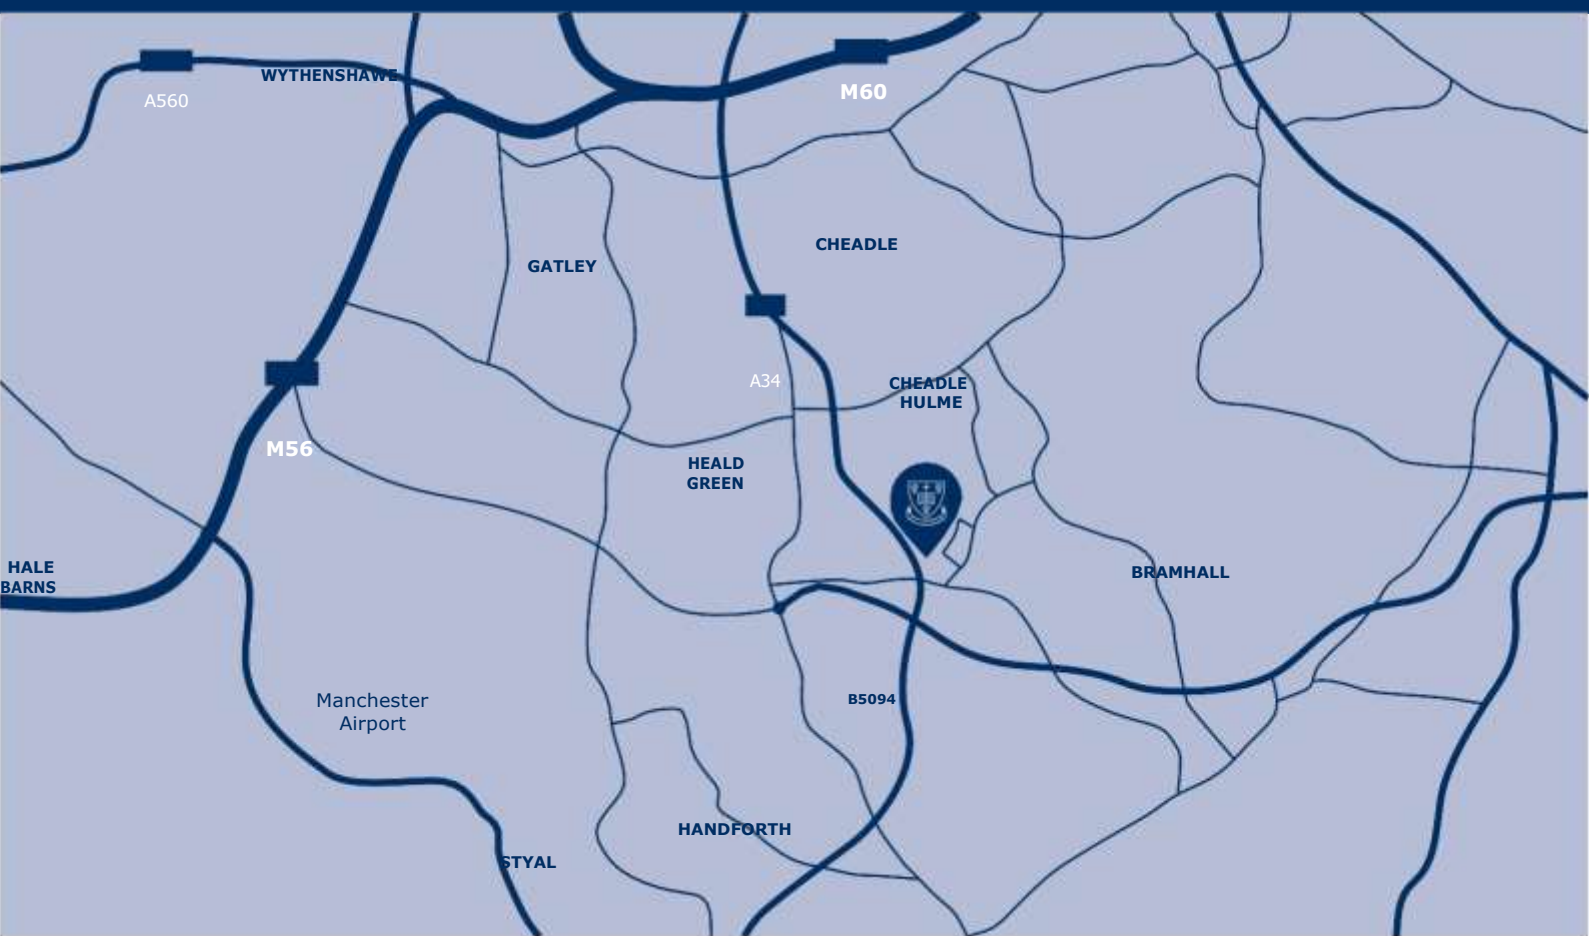 WYTHENSHAWE
A560
M60
CHEADLE
GATLEY
A34
CHEADLE
HULME
M56
HEALD
GREEN
HALE
BARNS
BRAMHALL
Manchester
Airport
B5094
HANDFORTH
STYAL